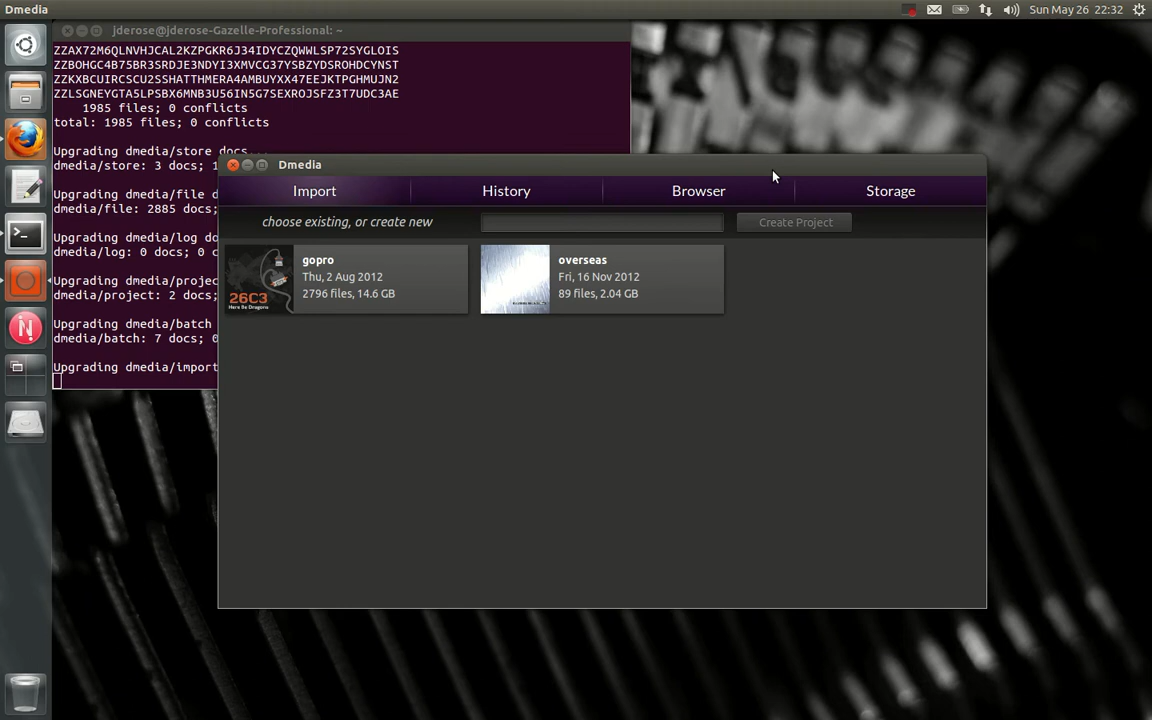 Dmedia
Sun May 26 22:32
jderose@jderose-Gazelle-Professional: ~
ZZAX72M6QLNVHJCAL2KZPGKR6J34IDYCZQWWLSP72SYGLOIS
ZZBOHGC4B75BR3SRDJE3NDYI3XMVCG37YSBZYDSROHDCYNST
ZZKXBCUIRCSCU2SSHATTHMERA4AMBUYXX47EEJKTPGHMUJN2
ZZLSGNEYGTA5LPSBX6MNB3U56IN5G7SEXROJSFZ3T7UDC3AE
1985 files; 0 conflicts
total: 1985 files; 0 conflicts
Upgrading dmedia/store docs...
dmedia/store: 3 docs; 1
Upgrading dmedia/file d
dmedia/file: 2885 docs;
Upgrading dmedia/log do
dmedia/log: 0 docs; 0 c
Upgrading dmedia/projec
dmedia/project: 2 docs;
Upgrading dmedia/batch
dmedia/batch: 7 docs; 0
Upgrading dmedia/import
Dmedia
Import History Browser Storage
choose existing, or create new Create Project
gopro
Thu, 2 Aug 2012
2796 files, 14.6 GB
26C3
Here Be Dragons
overseas
Fri, 16 Nov 2012
89 files, 2.04 GB